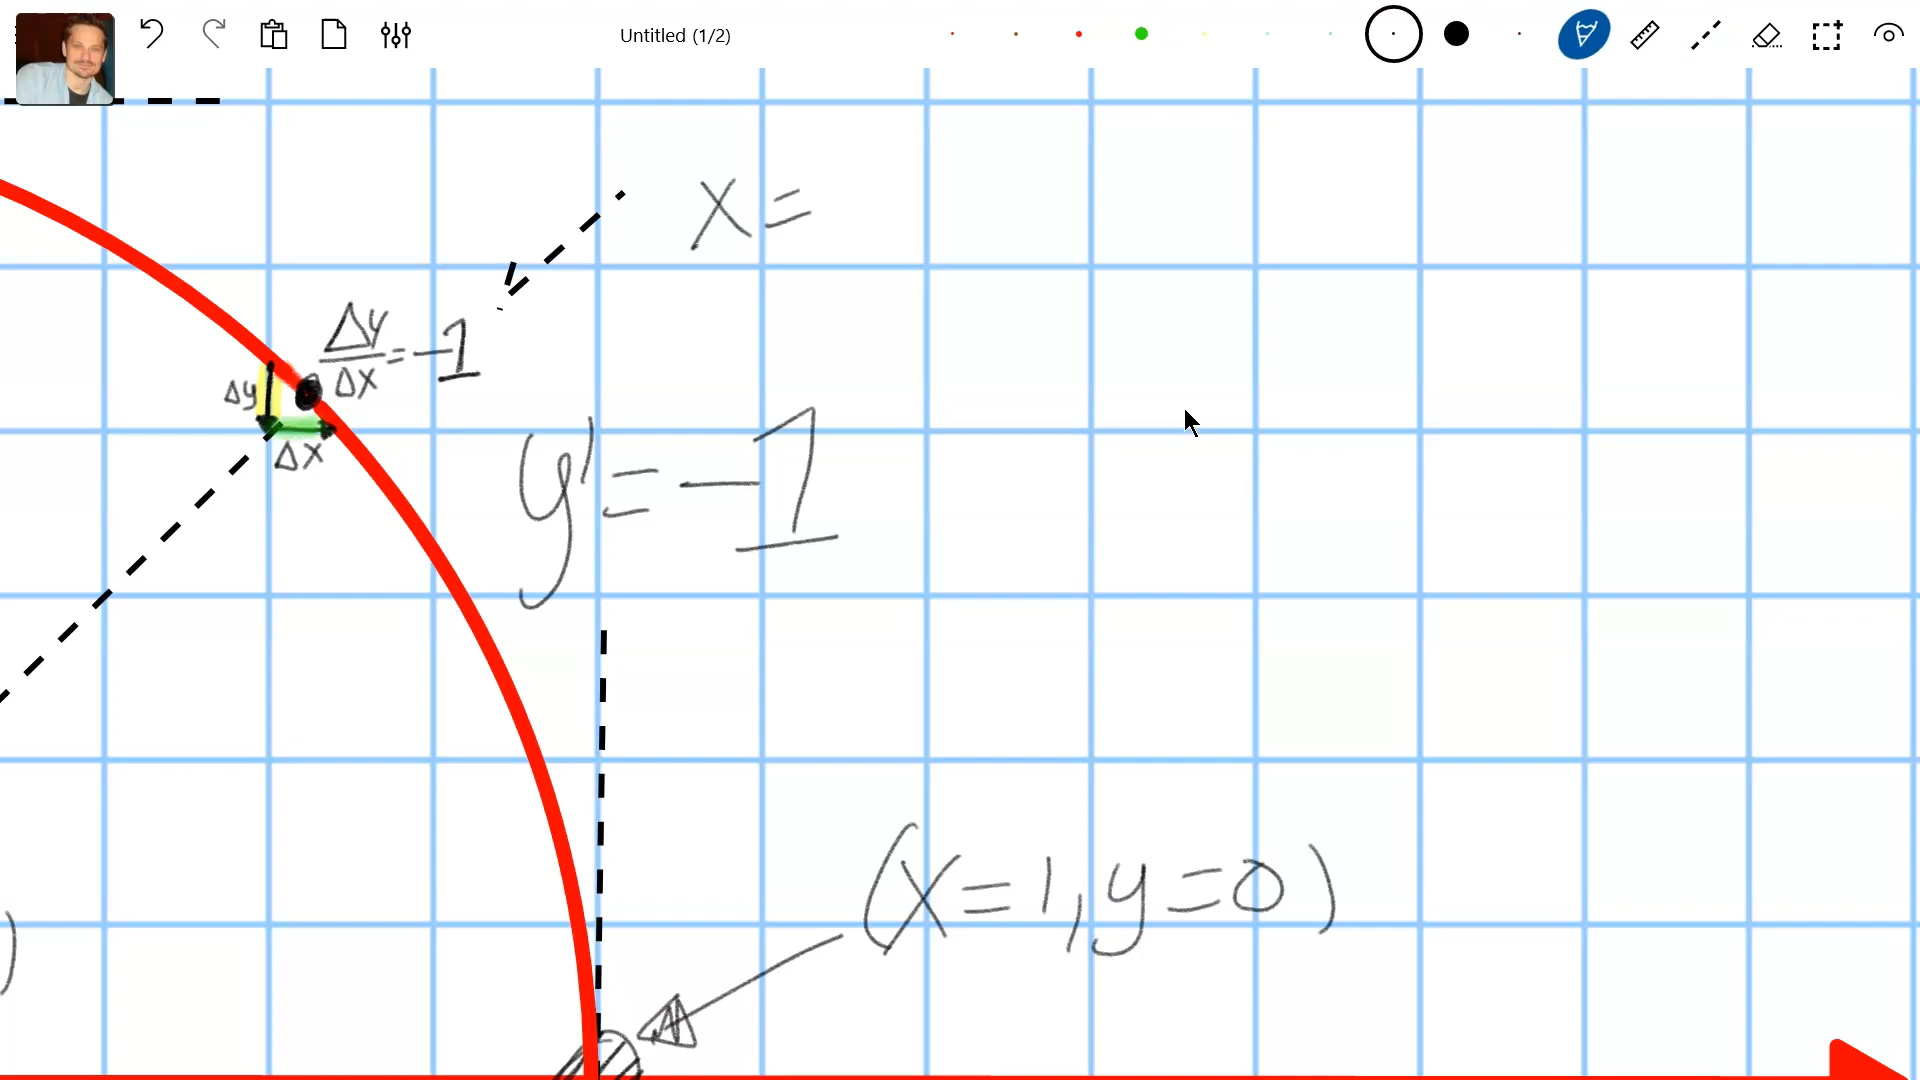 Untitled (1/2)
x=
Δy
Δx
=-1
Δy
Δx
y'=-1
(x=1,y=0)
)